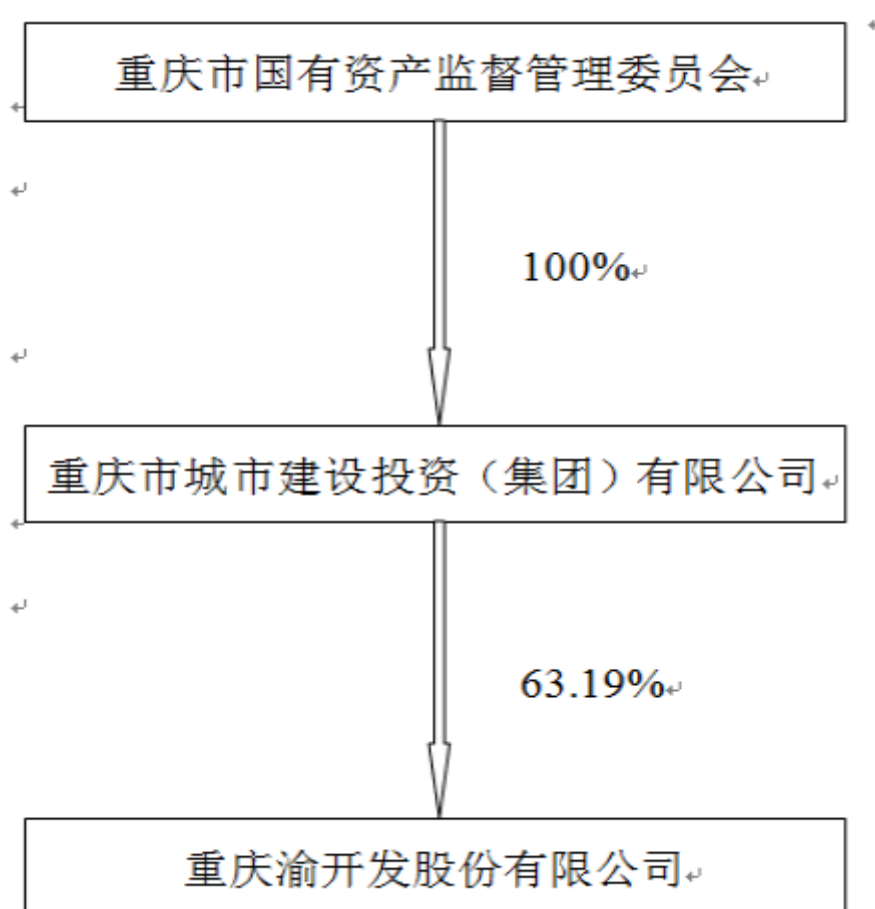 重庆市国有资产监督管理委员会
100%
重庆市城市建设投资（集团）有限公司
63.19%
重庆渝开发股份有限公司